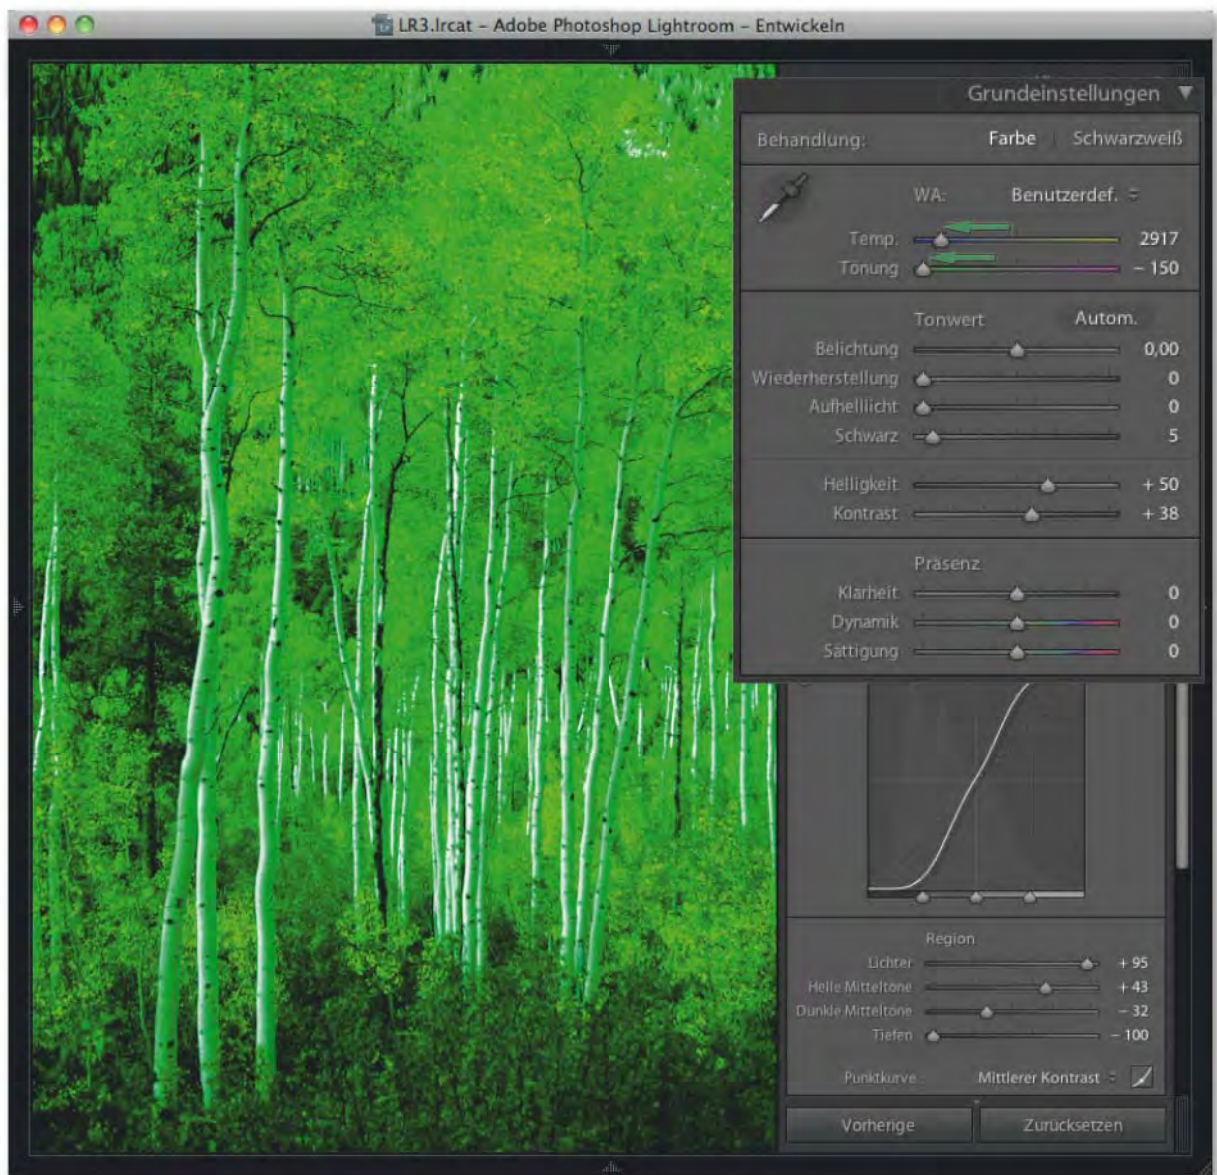 LR3.lrcat – Adobe Photoshop Lightroom – Entwickeln
Grundeinstellungen
Behandlung: Farbe | Schwarzweiß
WA: Benutzerdef.
Temp. 2917
Tönung – 150
Tonwert Autom.
Belichtung 0,00
Wiederherstellung 0
Aufhelllicht 0
Schwarz 5
Helligkeit + 50
Kontrast + 38
Präsenz
Klarheit 0
Dynamik 0
Sättigung 0
Region
Lichter + 95
Helle Mitteltöne + 43
Dunkle Mitteltöne – 32
Tiefen – 100
Punktkurve : Mittlerer Kontrast
Vorherige Zurücksetzen